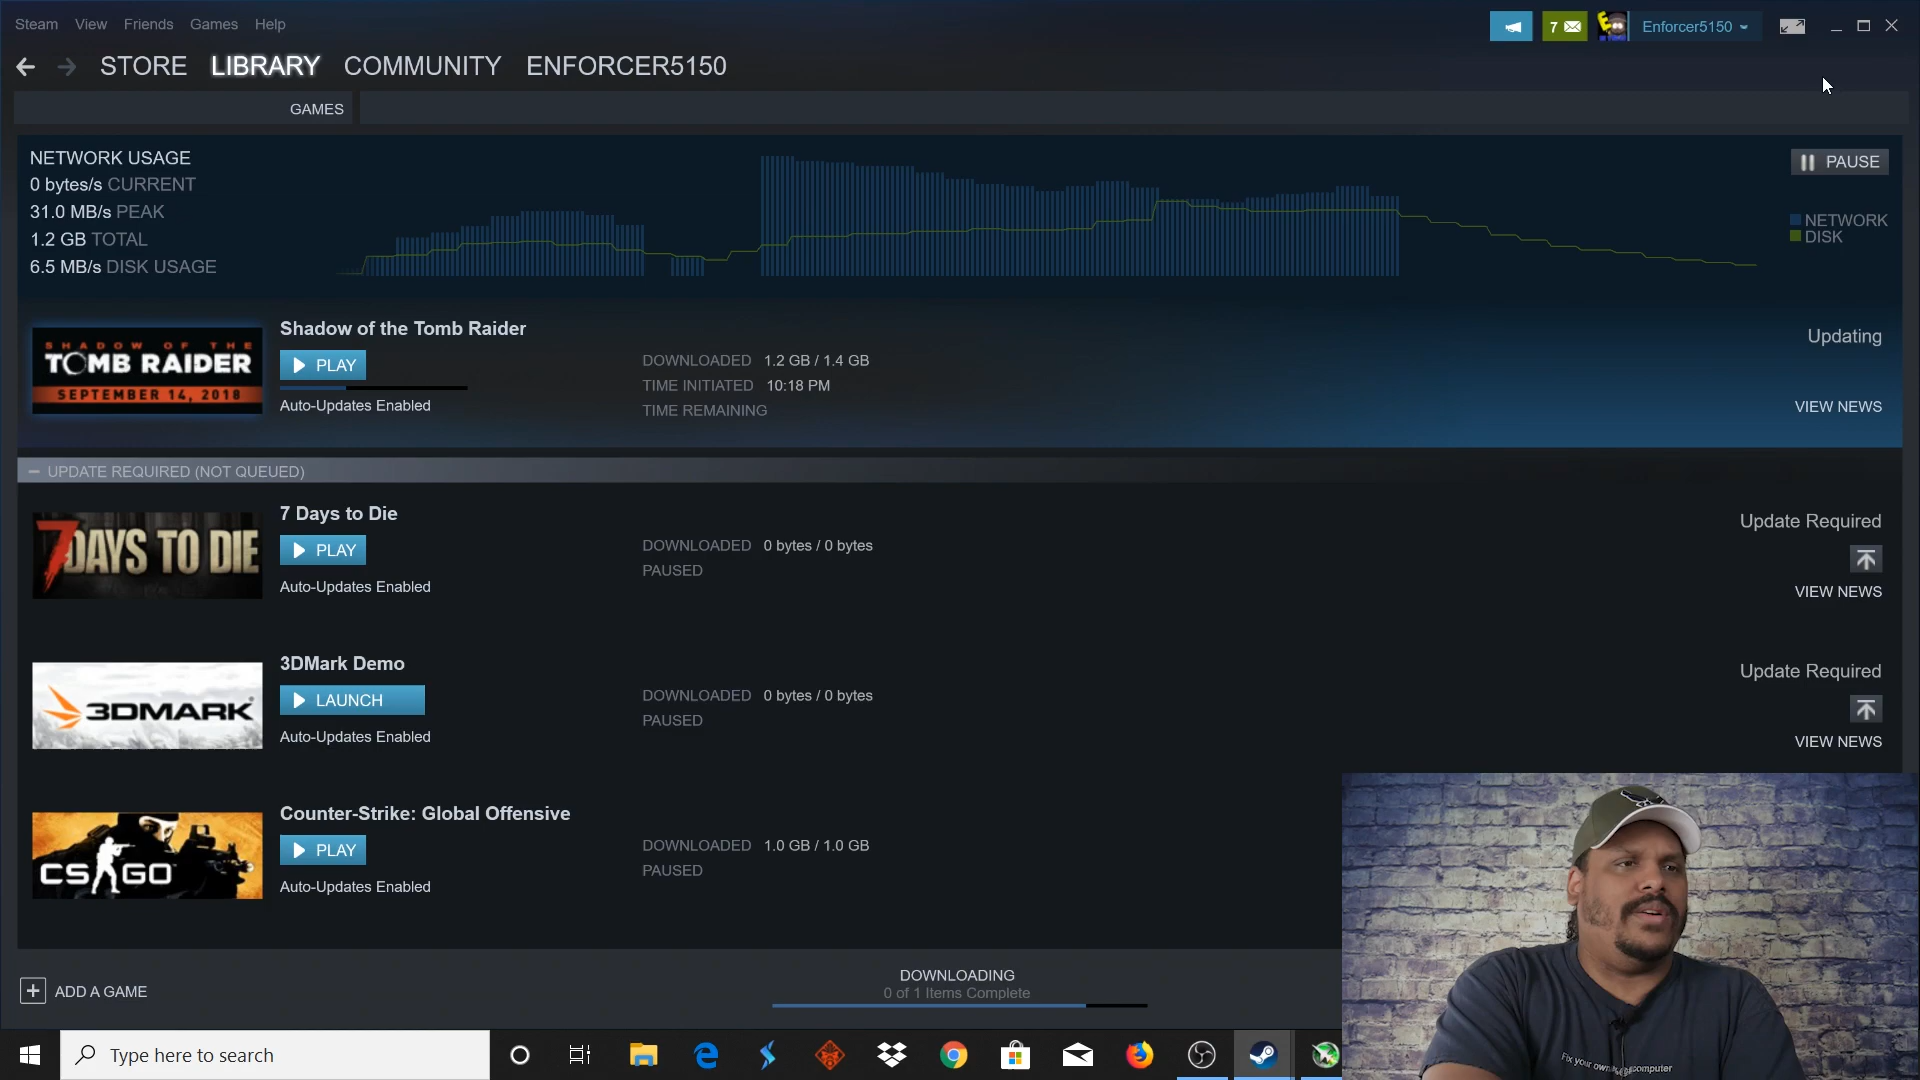 Steam View Friends Games Help
7
Enforcer5150
STORE LIBRARY COMMUNITY ENFORCER5150
GAMES
NETWORK USAGE
0 bytes/s CURRENT
31.0 MB/s PEAK
1.2 GB TOTAL
6.5 MB/s DISK USAGE
PAUSE
NETWORK
DISK
SHADOW OF THE
TOMB RAIDER
SEPTEMBER 14, 2018
Shadow of the Tomb Raider
PLAY
Auto-Updates Enabled
DOWNLOADED 1.2 GB / 1.4 GB
TIME INITIATED 10:18 PM
TIME REMAINING
Updating
VIEW NEWS
UPDATE REQUIRED (NOT QUEUED)
7 DAYS TO DIE
7 Days to Die
PLAY
Auto-Updates Enabled
DOWNLOADED 0 bytes / 0 bytes
PAUSED
Update Required
VIEW NEWS
3DMARK
3DMark Demo
LAUNCH
Auto-Updates Enabled
DOWNLOADED 0 bytes / 0 bytes
PAUSED
Update Required
VIEW NEWS
CS GO
Counter-Strike: Global Offensive
PLAY
Auto-Updates Enabled
DOWNLOADED 1.0 GB / 1.0 GB
PAUSED
ADD A GAME
DOWNLOADING
0 of 1 Items Complete
Type here to search
Fix your own computer